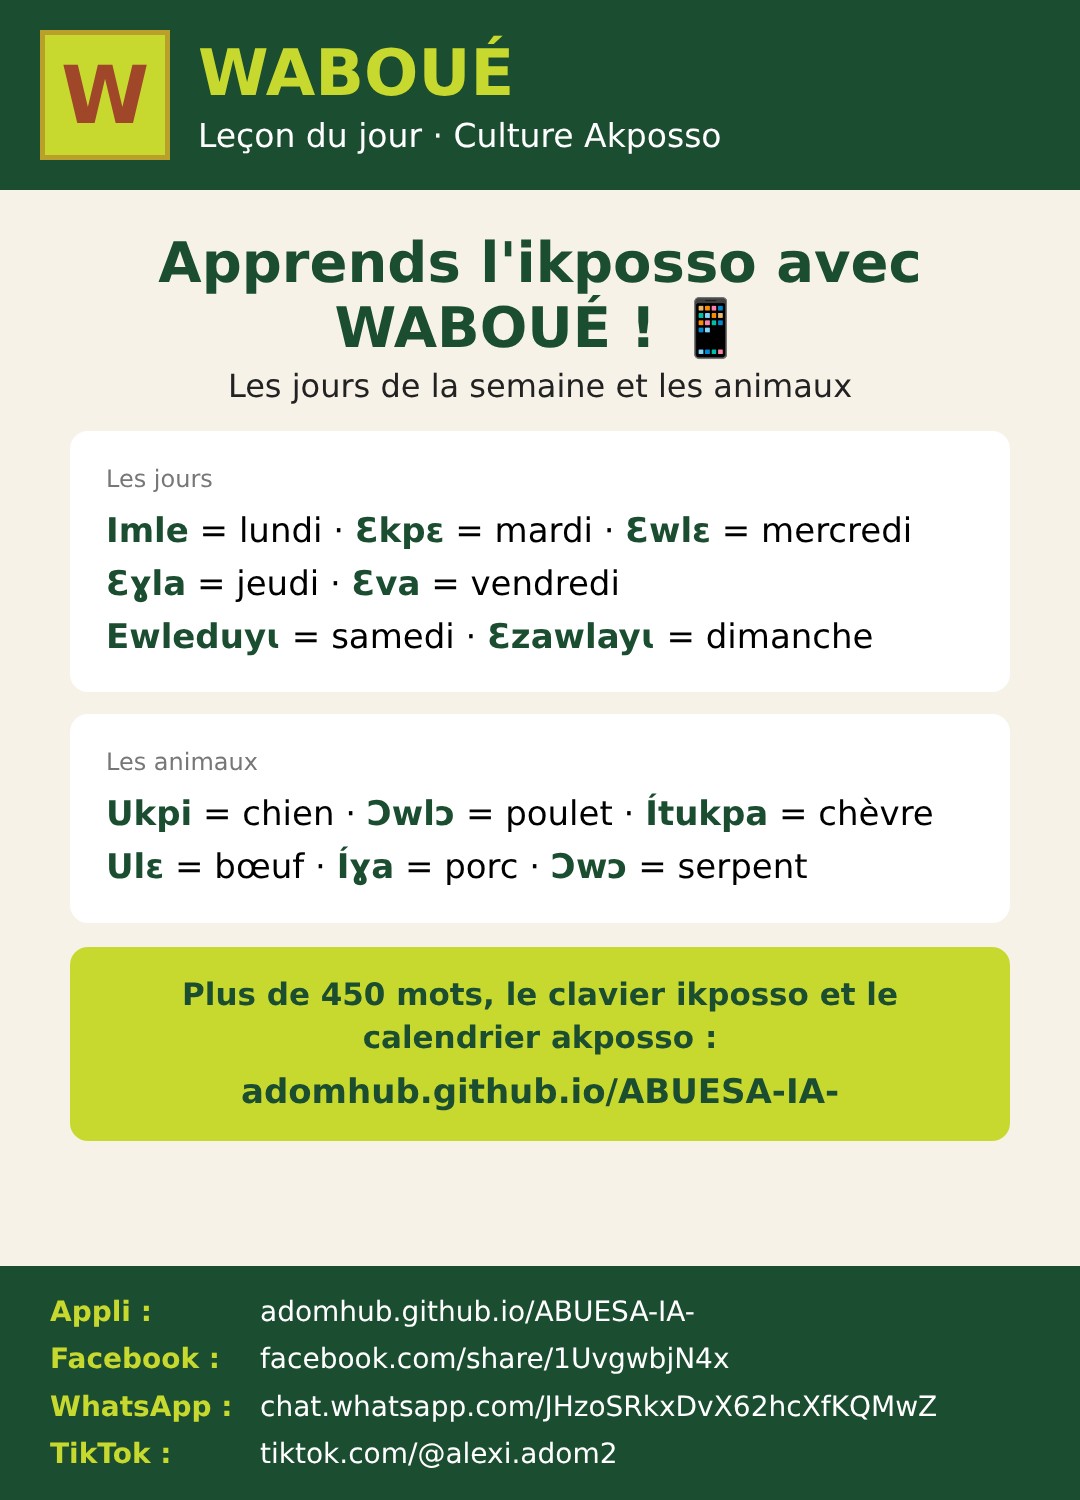 W
WABOUÉ
Leçon du jour · Culture Akposso
Apprends l'ikposso avec
WABOUÉ ! 📱
Les jours de la semaine et les animaux
Les jours
Imle = lundi · Ɛkpɛ = mardi · Ɛwlɛ = mercredi
Ɛɣla = jeudi · Ɛva = vendredi
Ewleduyɩ = samedi · Ɛzawlayɩ = dimanche
Les animaux
Ukpi = chien · Ɔwlɔ = poulet · Ítukpa = chèvre
Ulɛ = bœuf · Íɣa = porc · Ɔwɔ = serpent
Plus de 450 mots, le clavier ikposso et le
calendrier akposso :
adomhub.github.io/ABUESA-IA-
Appli : adomhub.github.io/ABUESA-IA-
Facebook : facebook.com/share/1UvgwbjN4x
WhatsApp : chat.whatsapp.com/JHzoSRkxDvX62hcXfKQMwZ
TikTok : tiktok.com/@alexi.adom2